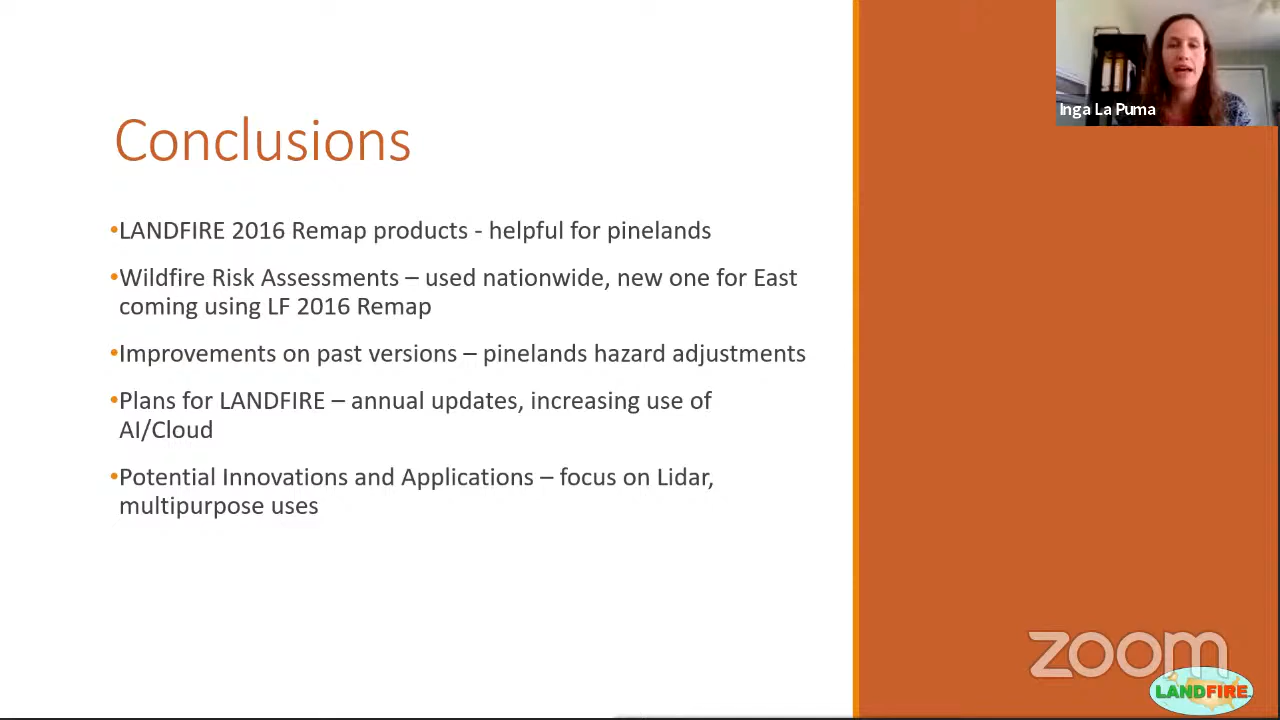 Inga La Puma
Conclusions
•LANDFIRE 2016 Remap products - helpful for pinelands
•Wildfire Risk Assessments – used nationwide, new one for East
coming using LF 2016 Remap
•Improvements on past versions – pinelands hazard adjustments
•Plans for LANDFIRE – annual updates, increasing use of
AI/Cloud
•Potential Innovations and Applications – focus on Lidar,
multipurpose uses
zoom
LANDFIRE